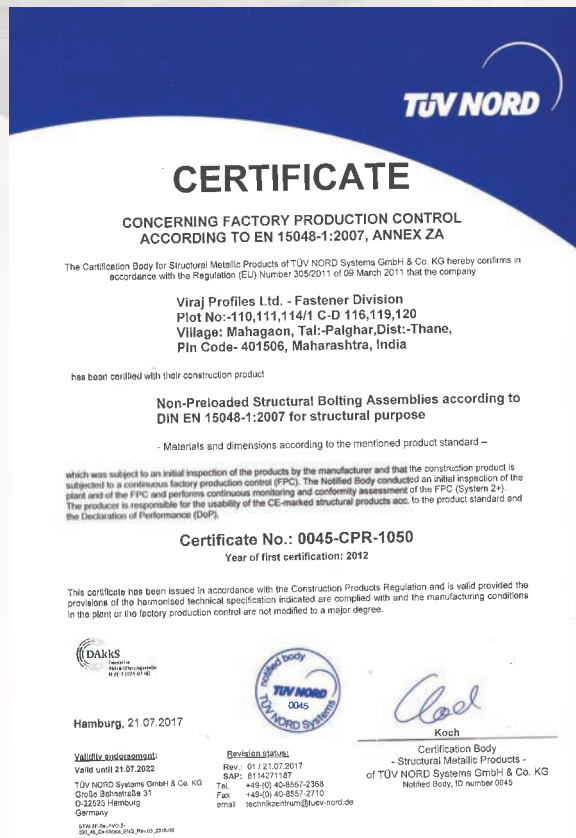 TÜV NORD
CERTIFICATE
CONCERNING FACTORY PRODUCTION CONTROL
ACCORDING TO EN 15048-1:2007, ANNEX ZA
The Certification Body for Structural Metallic Products of TÜV NORD Systems GmbH & Co. KG hereby confirms in
accordance with the Regulation (EU) Number 305/2011 of 09 March 2011 that the company
Viraj Profiles Ltd. - Fastener Division
Plot No:-110,111,114/1 C-D 116,119,120
Village: Mahagaon, Tal:-Palghar,Dist:-Thane,
Pin Code- 401506, Maharashtra, India
has been certified with their construction product
Non-Preloaded Structural Bolting Assemblies according to
DIN EN 15048-1:2007 for structural purpose
- Materials and dimensions according to the mentioned product standard –
which was subject to an initial inspection of the products by the manufacturer and that the construction product is
subjected to a continuous factory production control (FPC). The Notified Body conducted an initial inspection of the
plant and of the FPC and performs continuous monitoring and conformity assessment of the FPC (System 2+).
The producer is responsible for the usability of the CE-marked structural products acc. to the product standard and
the Declaration of Performance (DoP).
Certificate No.: 0045-CPR-1050
Year of first certification: 2012
This certificate has been issued in accordance with the Construction Products Regulation and is valid provided the
provisions of the harmonised technical specification indicated are complied with and the manufacturing conditions
in the plant or the factory production control are not modified to a major degree.
DAkkS
Deutsche
Akkreditierungsstelle
notified body
TÜV NORD
0045
TÜV NORD Systems
Hamburg, 21.07.2017
Koch
Certification Body
- Structural Metallic Products -
of TÜV NORD Systems GmbH & Co. KG
Notified Body, ID number 0045
Validity endorsement:
Valid until 21.07.2022
TÜV NORD Systems GmbH & Co. KG
Große Bahnstraße 31
D-22525 Hamburg
Germany
Revision status:
Rev.: 01 / 21.07.2017
SAP: 8114271187
Tel. +49-(0) 40-8557-2368
Fax +49-(0) 40-8557-2710
email technikzentrum@tuev-nord.de